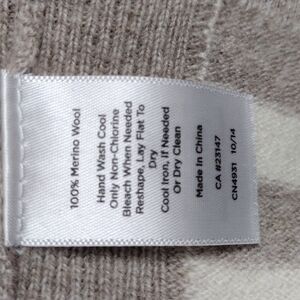 100% Merino Wool
Hand Wash Cool
Only Non-Chlorine
Bleach When Needed
Reshape, Lay Flat To
Dry
Cool Iron, If Needed
Or Dry Clean
Made In China
CA #23147
CN4931 10/14